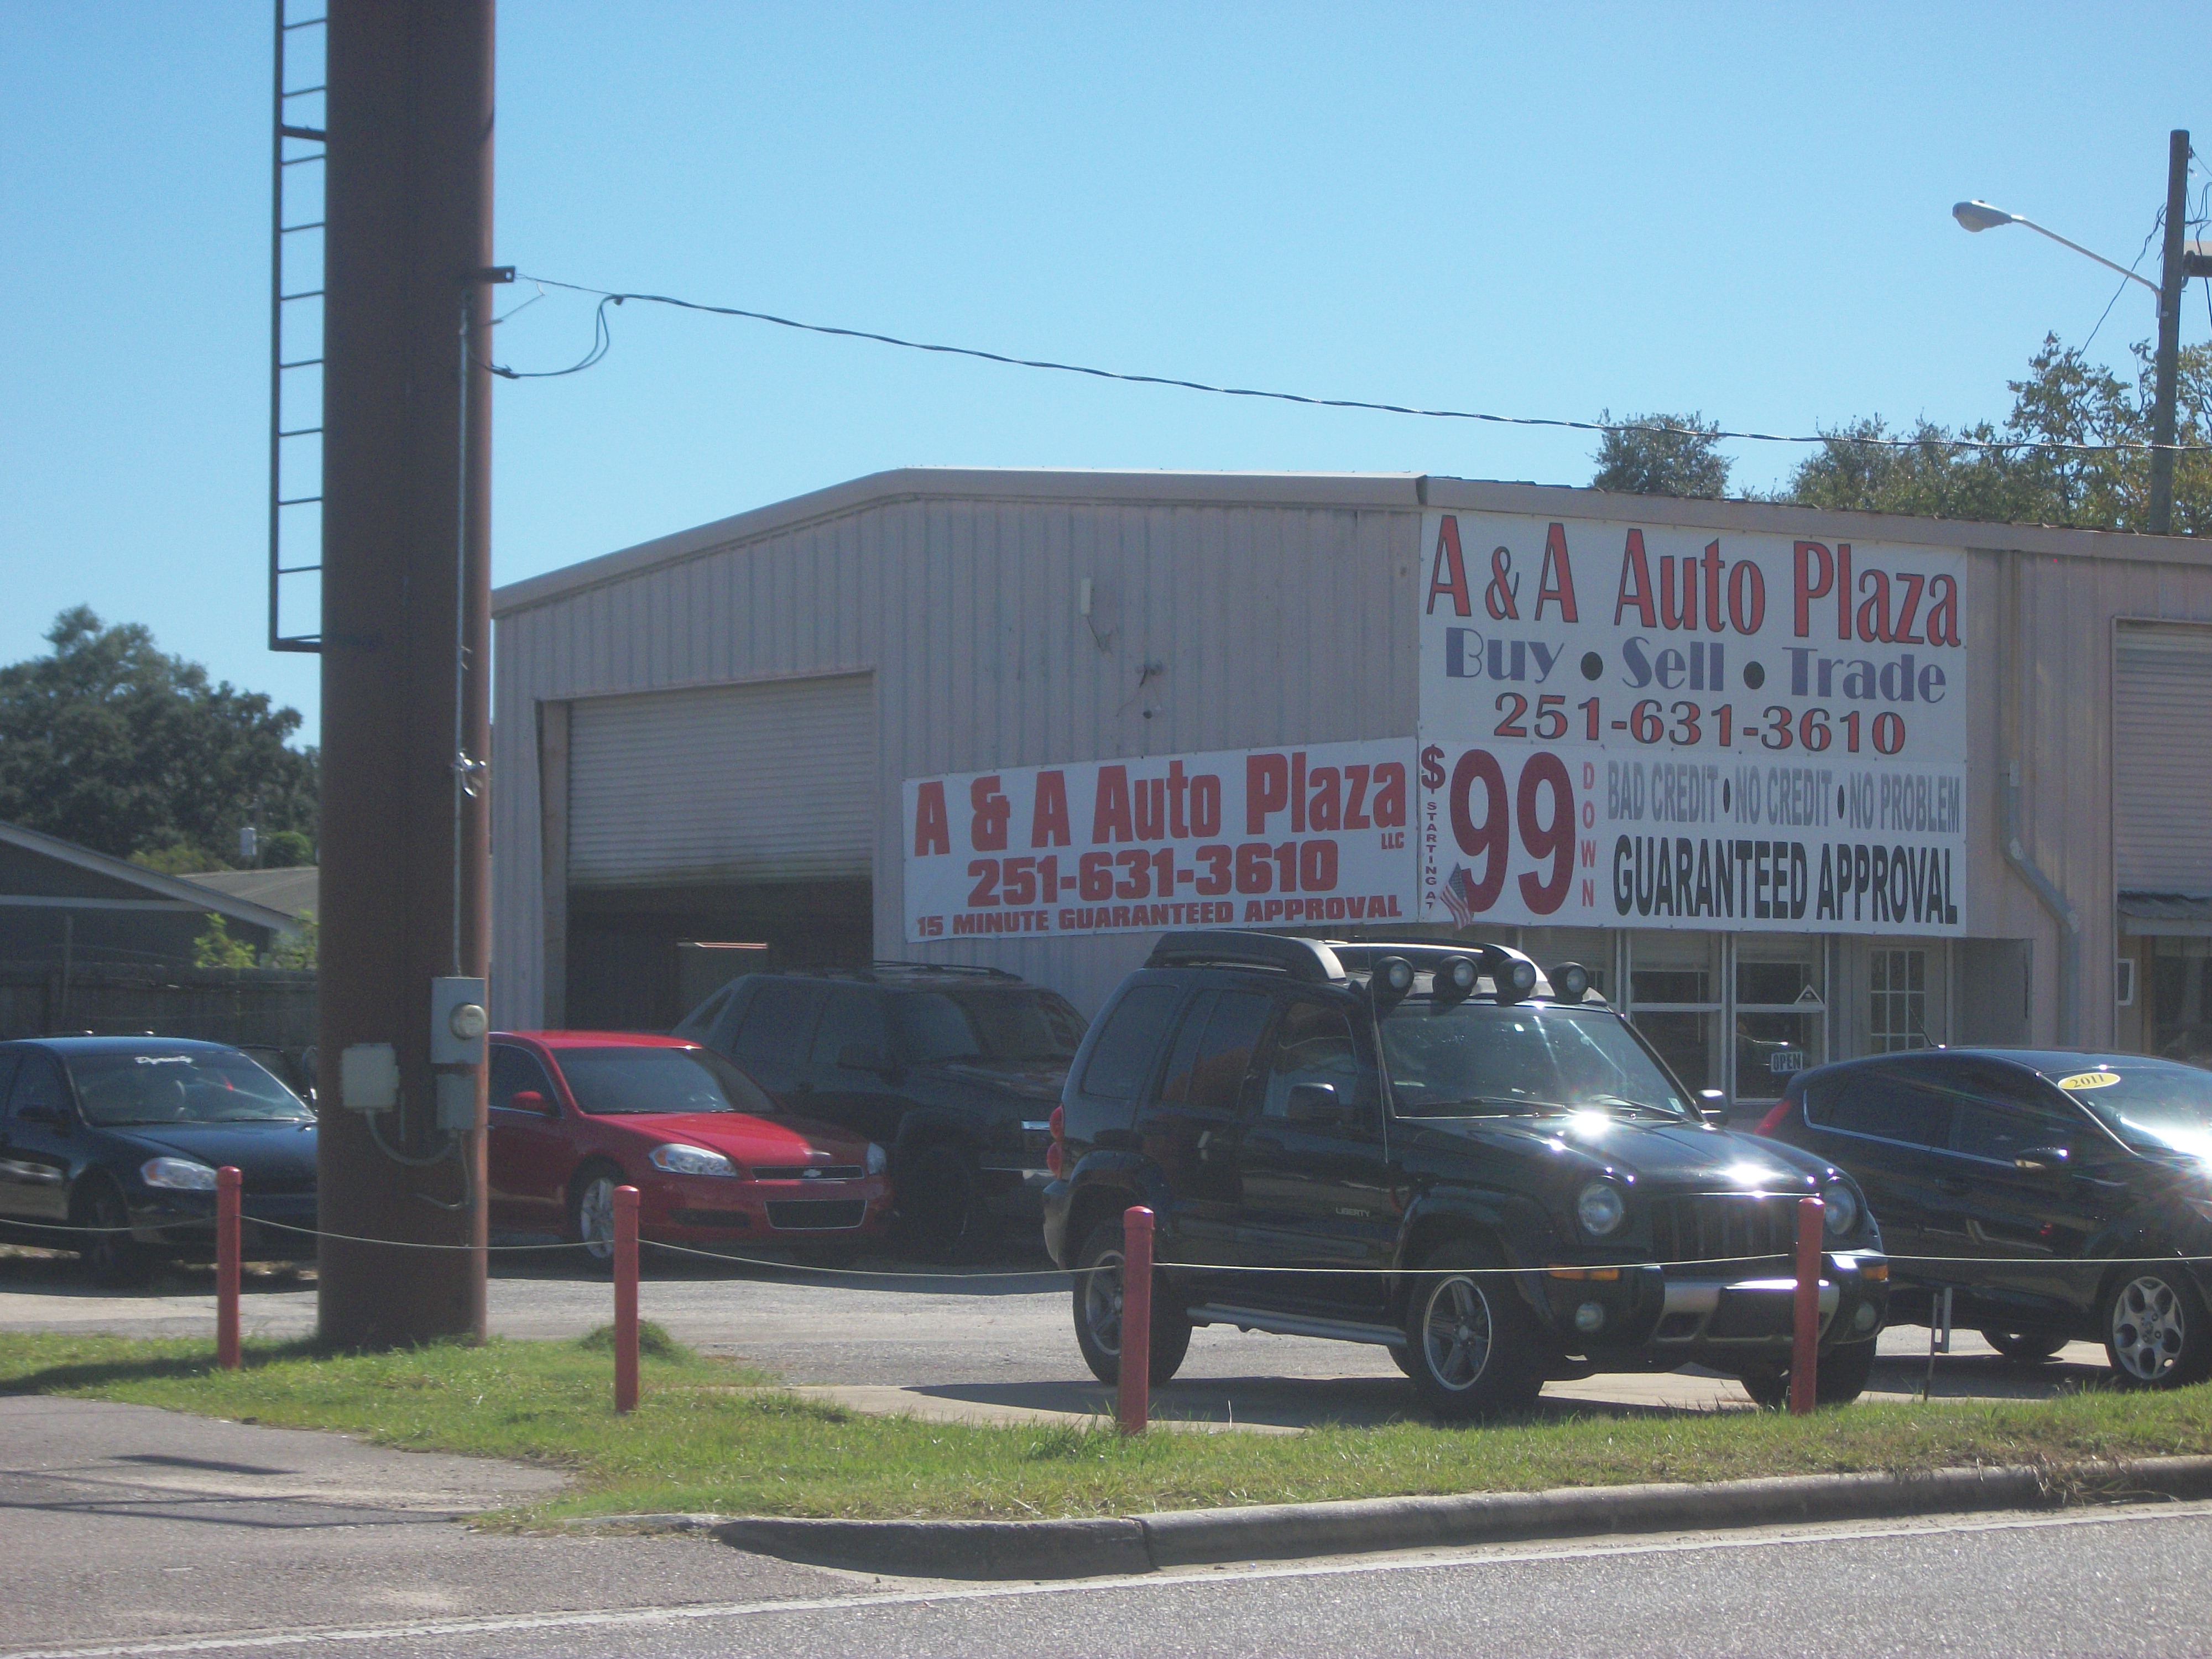 A & A Auto Plaza
Buy • Sell • Trade
251-631-3610
$99
STARTING AT
DOWN
BAD CREDIT • NO CREDIT • NO PROBLEM
GUARANTEED APPROVAL
A & A Auto Plaza
LLC
251-631-3610
15 MINUTE GUARANTEED APPROVAL
OPEN
2011
Dynasty
LIBERTY